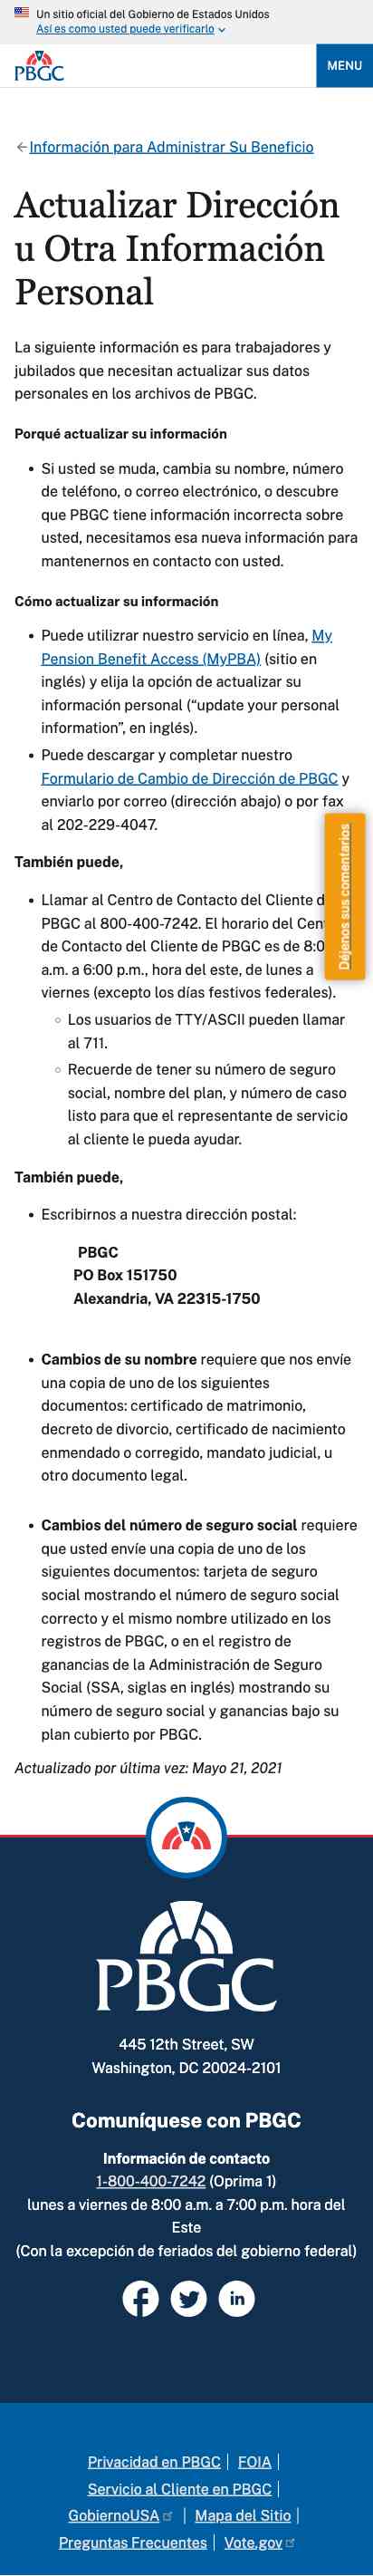 Un sitio oficial del Gobierno de Estados Unidos
Así es como usted puede verificarlo
PBGC
MENU
Información para Administrar Su Beneficio
Actualizar Dirección
u Otra Información
Personal
La siguiente información es para trabajadores y
jubilados que necesitan actualizar sus datos
personales en los archivos de PBGC.
Porqué actualizar su información
• Si usted se muda, cambia su nombre, número
de teléfono, o correo electrónico, o descubre
que PBGC tiene información incorrecta sobre
usted, necesitamos esa nueva información para
mantenernos en contacto con usted.
Cómo actualizar su información
• Puede utilizrar nuestro servicio en línea, My
Pension Benefit Access (MyPBA) (sitio en
inglés) y elija la opción de actualizar su
información personal (“update your personal
information”, en inglés).
• Puede descargar y completar nuestro
Formulario de Cambio de Dirección de PBGC y
enviarlo por correo (dirección abajo) o por fax
al 202-229-4047.
Déjenos sus comentarios
También puede,
• Llamar al Centro de Contacto del Cliente d
PBGC al 800-400-7242. El horario del Cen
de Contacto del Cliente de PBGC es de 8:0
a.m. a 6:00 p.m., hora del este, de lunes a
viernes (excepto los días festivos federales).
◦ Los usuarios de TTY/ASCII pueden llamar
al 711.
◦ Recuerde de tener su número de seguro
social, nombre del plan, y número de caso
listo para que el representante de servicio
al cliente le pueda ayudar.
También puede,
• Escribirnos a nuestra dirección postal:
PBGC
PO Box 151750
Alexandria, VA 22315-1750
• Cambios de su nombre requiere que nos envíe
una copia de uno de los siguientes
documentos: certificado de matrimonio,
decreto de divorcio, certificado de nacimiento
enmendado o corregido, mandato judicial, u
otro documento legal.
• Cambios del número de seguro social requiere
que usted envíe una copia de uno de los
siguientes documentos: tarjeta de seguro
social mostrando el número de seguro social
correcto y el mismo nombre utilizado en los
registros de PBGC, o en el registro de
ganancias de la Administración de Seguro
Social (SSA, siglas en inglés) mostrando su
número de seguro social y ganancias bajo su
plan cubierto por PBGC.
Actualizado por última vez: Mayo 21, 2021
PBGC
445 12th Street, SW
Washington, DC 20024-2101
Comuníquese con PBGC
Información de contacto
1-800-400-7242 (Oprima 1)
lunes a viernes de 8:00 a.m. a 7:00 p.m. hora del
Este
(Con la excepción de feriados del gobierno federal)
Privacidad en PBGC | FOIA |
Servicio al Cliente en PBGC |
GobiernoUSA | Mapa del Sitio |
Preguntas Frecuentes | Vote.gov